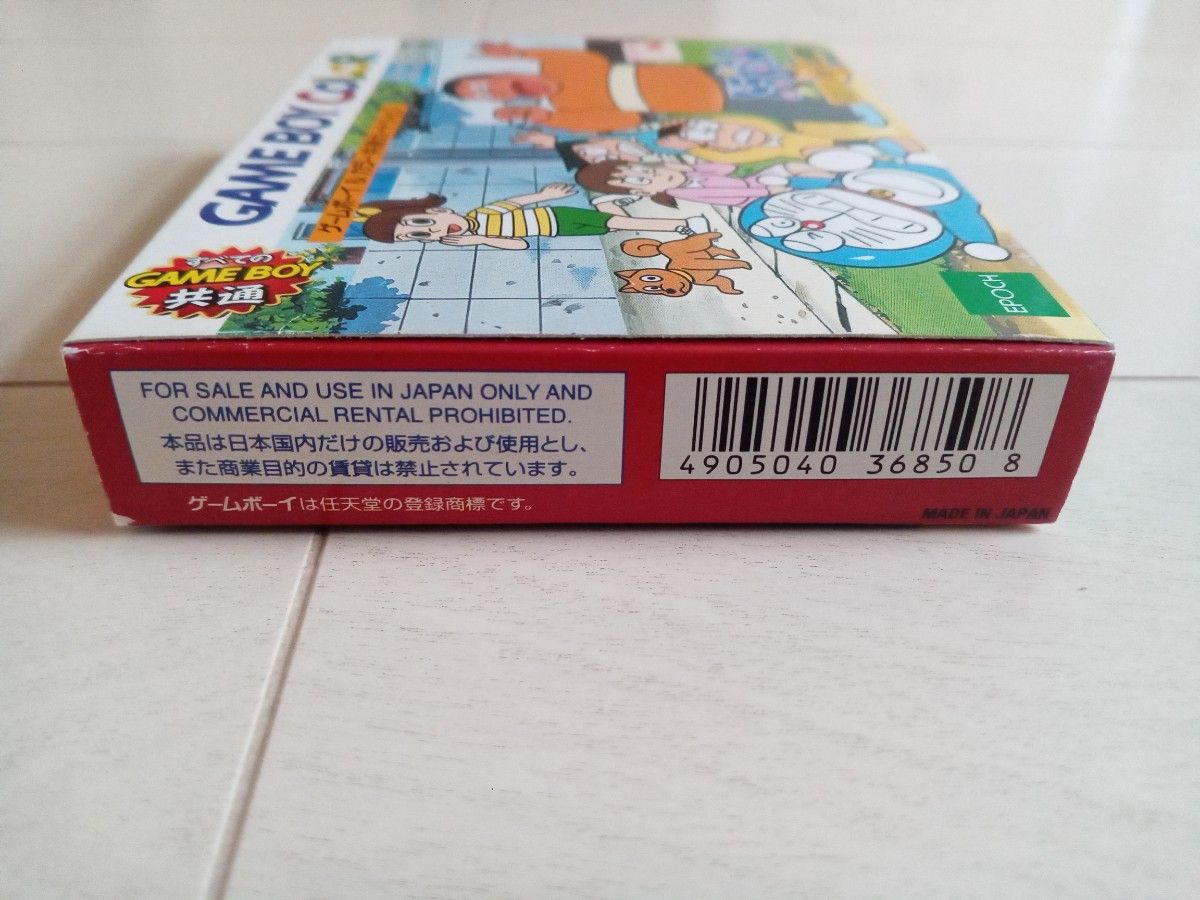 GAME BOY COLOR
すべての
GAME BOY
共通
EPOCH
FOR SALE AND USE IN JAPAN ONLY AND
COMMERCIAL RENTAL PROHIBITED.
本品は日本国内だけの販売および使用とし、
また商業目的の賃貸は禁止されています。
ゲームボーイは任天堂の登録商標です。
4905040 36850 8
MADE IN JAPAN